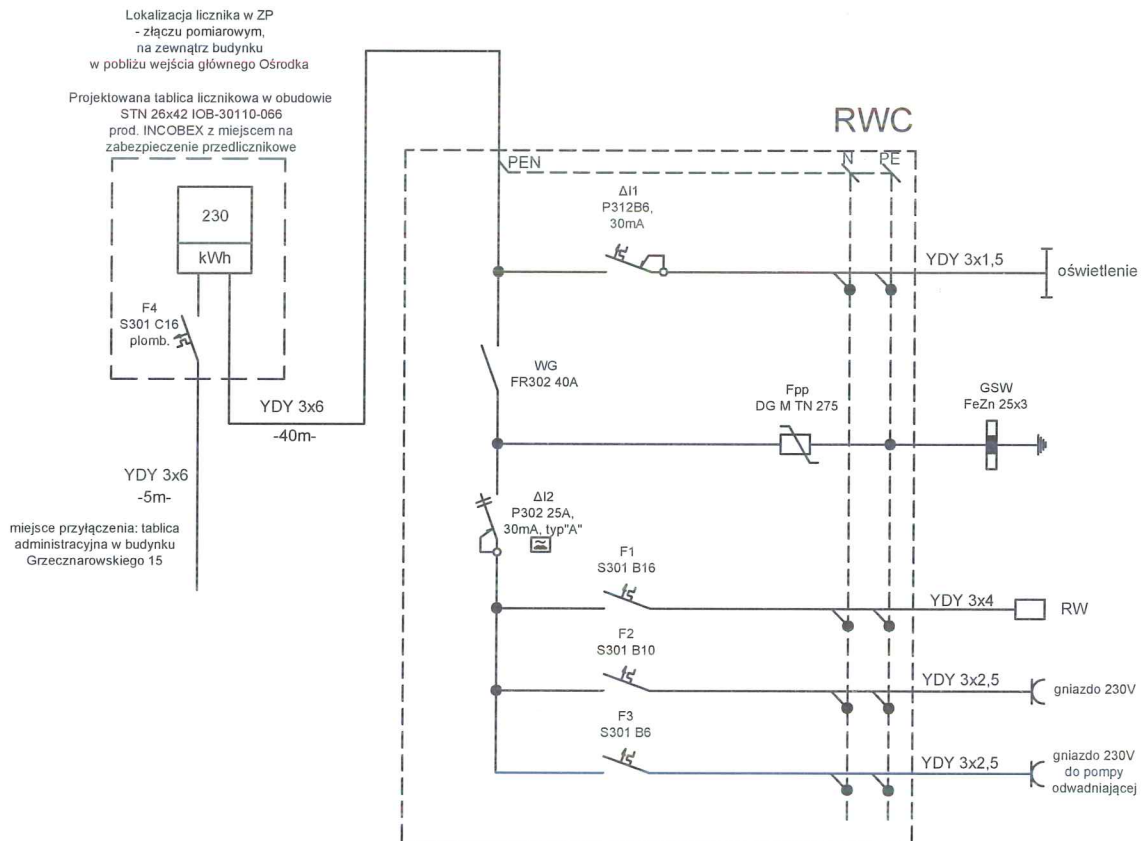 Lokalizacja licznika w ZP
- złączu pomiarowym,
na zewnątrz budynku
w pobliżu wejścia głównego Ośrodka
Projektowana tablica licznikowa w obudowie
STN 26x42 IOB-30110-066
prod. INCOBEX z miejscem na
zabezpieczenie przedlicznikowe
230
kWh
F4
S301 C16
plomb.
YDY 3x6
-40m-
YDY 3x6
-5m-
miejsce przyłączenia: tablica
administracyjna w budynku
Grzecznarowskiego 15
RWC
PEN
N
PE
ΔI1
P312B6,
30mA
YDY 3x1,5
oświetlenie
WG
FR302 40A
Fpp
DG M TN 275
GSW
FeZn 25x3
ΔI2
P302 25A,
30mA, typ"A"
F1
S301 B16
YDY 3x4
RW
F2
S301 B10
YDY 3x2,5
gniazdo 230V
F3
S301 B6
YDY 3x2,5
gniazdo 230V
do pompy
odwadniającej